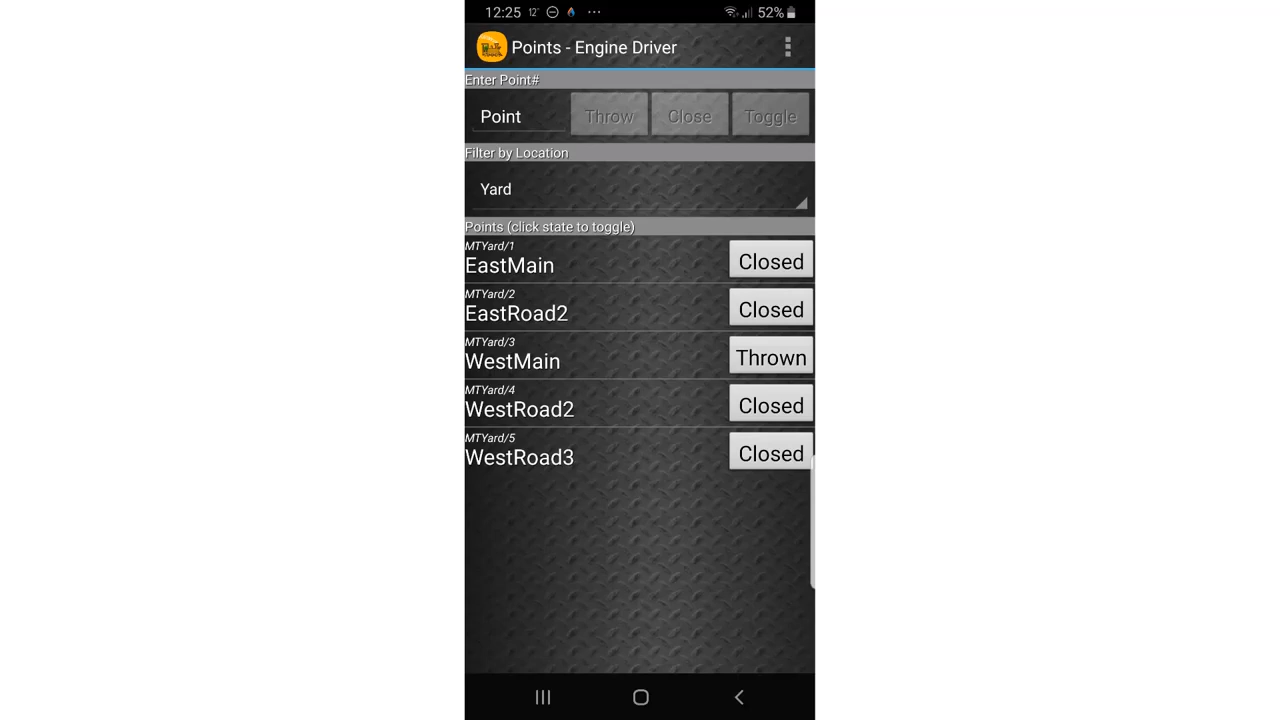 12:25 12° 52%
Points - Engine Driver
Enter Point#
Point Throw Close Toggle
Filter by Location
Yard
Points (click state to toggle)
MTYard/1
EastMain Closed
MTYard/2
EastRoad2 Closed
MTYard/3
WestMain Thrown
MTYard/4
WestRoad2 Closed
MTYard/5
WestRoad3 Closed